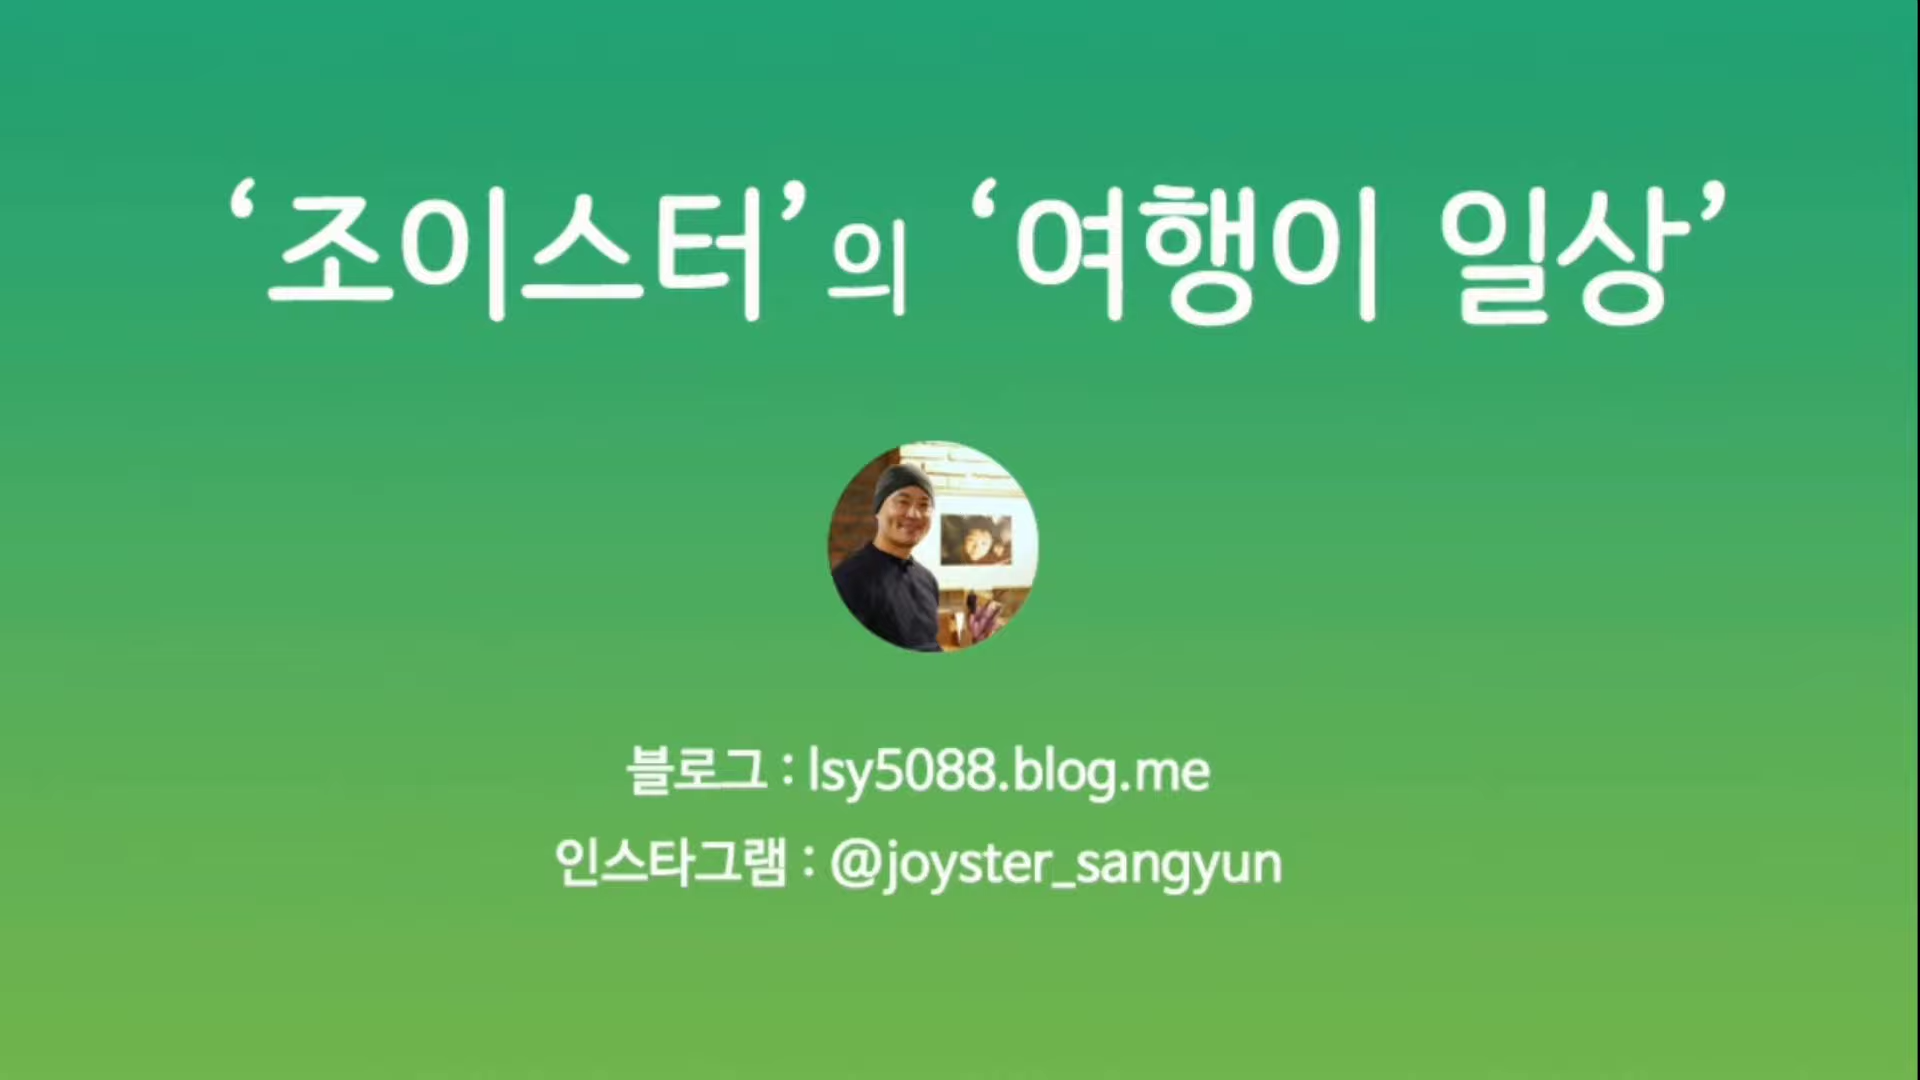 ‘조이스터’의 ‘여행이 일상’
블로그 : lsy5088.blog.me
인스타그램 : @joyster_sangyun